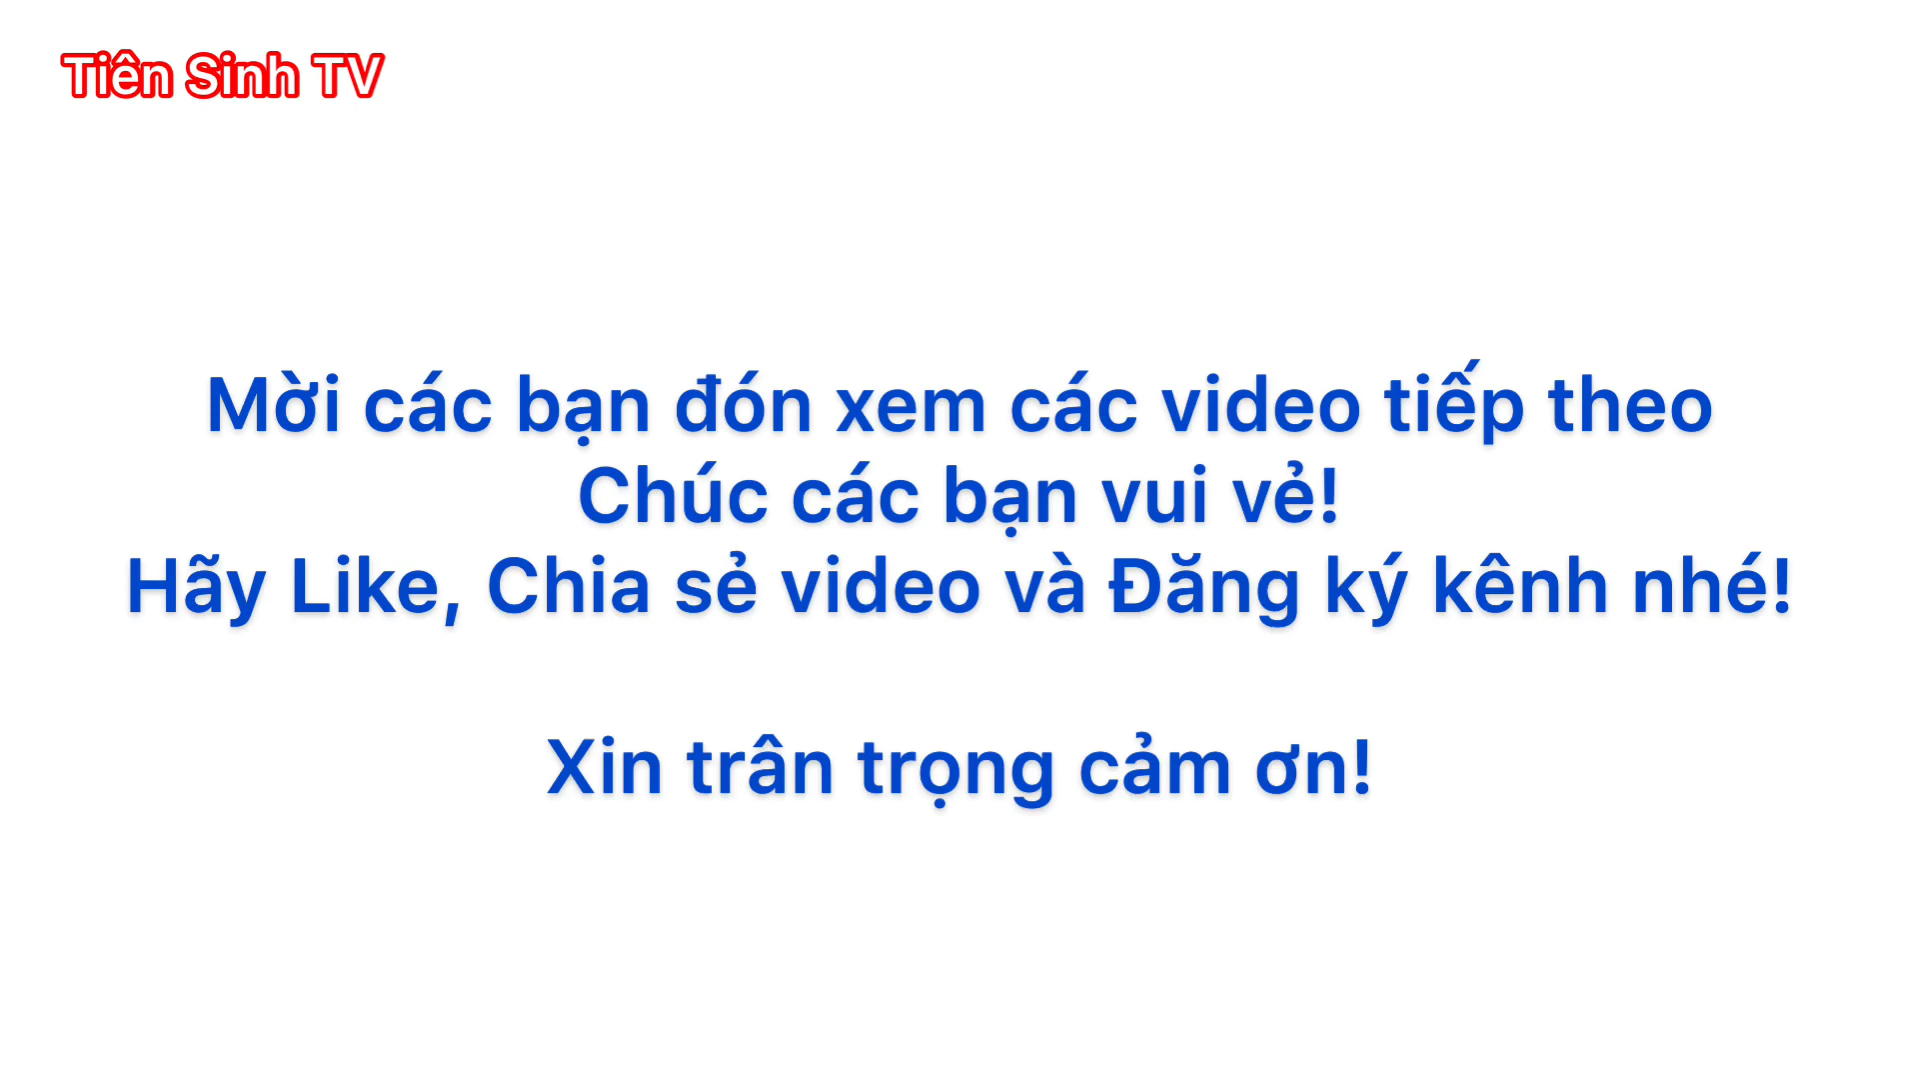 Tiên Sinh TV
Mời các bạn đón xem các video tiếp theo
Chúc các bạn vui vẻ!
Hãy Like, Chia sẻ video và Đăng ký kênh nhé!
Xin trân trọng cảm ơn!